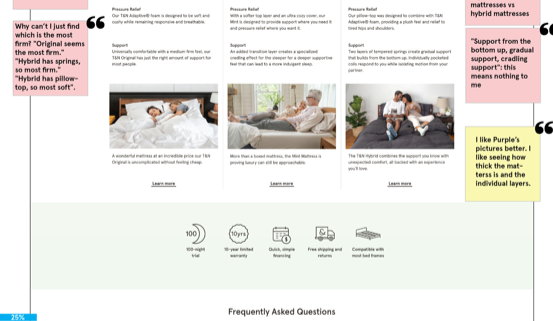 Why can't I just find
which is the most
firm? "Original seems
the most firm."
"Hybrid has springs,
so most firm."
"Hybrid has pillow-
top, so most soft".
Pressure Relief
Our T&N Adaptive® foam is designed to be soft and
cushy while remaining responsive and breathable.
Support
Universally comfortable with a medium firm feel, our
T&N Original has just the right amount of support for
most people.
A wonderful mattress at an incredible price our T&N
Original is uncomplicated without feeling cheap.
Learn more
Pressure Relief
With a softer top layer and an ultra cozy cover, our
Mint is designed to provide support where you need it
and pressure relief where you want it.
Support
An added transition layer creates a specialized
cradling effect for the sleeper for a deeper supportive
feel that can lead to a more indulgent sleep.
More than a boxed mattress, the Mint Mattress is
proving luxury can still be approachable.
Learn more
Pressure Relief
Our pillow-top was designed to combine with T&N
Adaptive® foam, providing a plush feel and relief to
tired hips and shoulders.
Support
Two layers of tempered springs create gradual support
that builds from the bottom up. Individually pocketed
coils respond to you while isolating motion from your
partner.
The T&N Hybrid combines the support you know with
unexpected comfort, all backed with an experience
you'll love.
Learn more
mattresses vs
hybrid mattresses
"Support from the
bottom up, gradual
support, cradling
support": this
means nothing to
me
I like Purple's
pictures better. I
like seeing how
thick the mat-
terss is and the
individual layers.
100
100-night
trial
10yrs
10-year limited
warranty
Quick, simple
financing
Free shipping and
returns
Compatible with
most bed frames
25%
Frequently Asked Questions